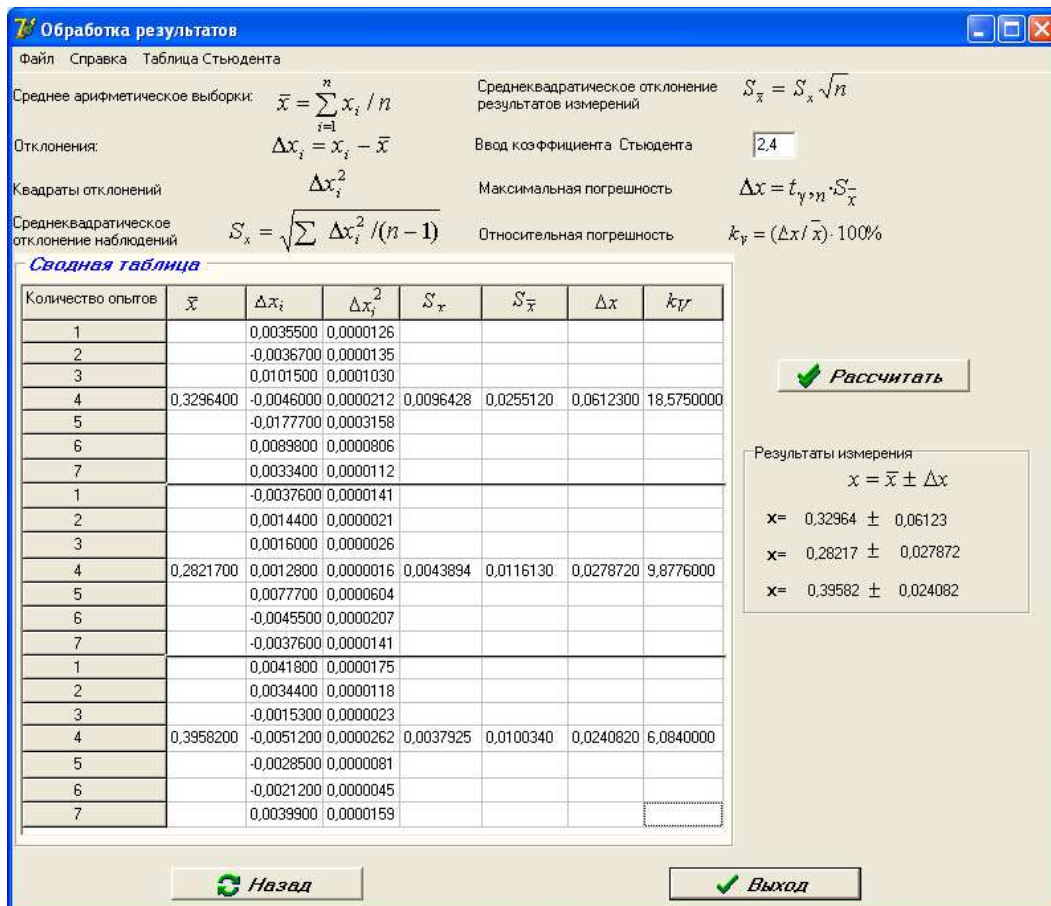 Обработка результатов
Файл Справка Таблица Стьюдента
Среднее арифметическое выборки: x̄ = ∑ᵢ₌₁ⁿ xᵢ / n
Среднеквадратическое отклонение
результатов измерений
S_x̄ = Sₓ√n
Отклонения: Δxᵢ = xᵢ − x̄
Ввод коэффициента Стьюдента 2,4
Квадраты отклонений Δxᵢ²
Максимальная погрешность Δx = t_γ,n · S_x̄
Среднеквадратическое
отклонение наблюдений
Sₓ = √∑ Δxᵢ² /(n − 1)
Относительная погрешность k_v = (Δx/x̄) · 100%
Сводная таблица
Количество опытов x̄ Δxᵢ Δxᵢ² Sₓ S_x̄ Δx k_V
1 0,0035500 0,0000126
2 -0,0036700 0,0000135
3 0,0101500 0,0001030
4 0,3296400 -0,0046000 0,0000212 0,0096428 0,0255120 0,0612300 18,5750000
5 -0,0177700 0,0003158
6 0,0089800 0,0000806
7 0,0033400 0,0000112
1 -0,0037600 0,0000141
2 0,0014400 0,0000021
3 0,0016000 0,0000026
4 0,2821700 0,0012800 0,0000016 0,0043894 0,0116130 0,0278720 9,8776000
5 0,0077700 0,0000604
6 -0,0045500 0,0000207
7 -0,0037600 0,0000141
1 0,0041800 0,0000175
2 0,0034400 0,0000118
3 -0,0015300 0,0000023
4 0,3958200 -0,0051200 0,0000262 0,0037925 0,0100340 0,0240820 6,0840000
5 -0,0028500 0,0000081
6 -0,0021200 0,0000045
7 0,0039900 0,0000159
Рассчитать
Результаты измерения
x = x̄ ± Δx
x= 0,32964 ± 0,06123
x= 0,28217 ± 0,027872
x= 0,39582 ± 0,024082
Назад
Выход